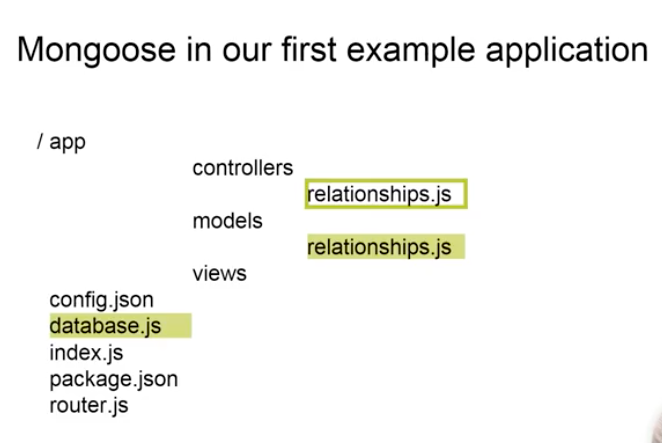 Mongoose in our first example application
/ app
controllers
relationships.js
models
relationships.js
views
config.json
database.js
index.js
package.json
router.js